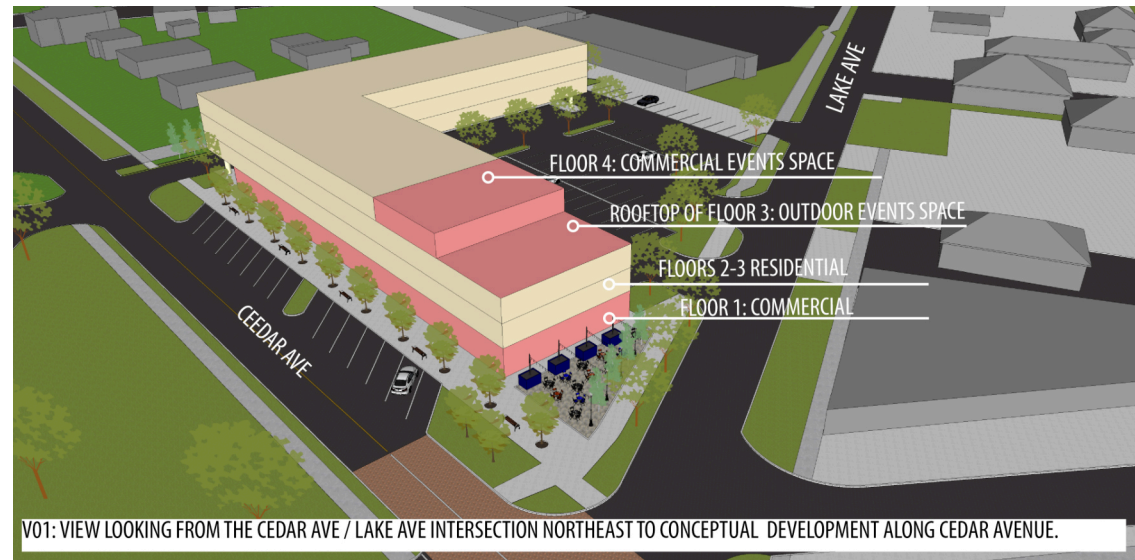 LAKE AVE
FLOOR 4: COMMERCIAL EVENTS SPACE
ROOFTOP OF FLOOR 3: OUTDOOR EVENTS SPACE
FLOORS 2-3 RESIDENTIAL
FLOOR 1: COMMERCIAL
CEEDAR AVE
V01: VIEW LOOKING FROM THE CEDAR AVE / LAKE AVE INTERSECTION NORTHEAST TO CONCEPTUAL DEVELOPMENT ALONG CEDAR AVENUE.